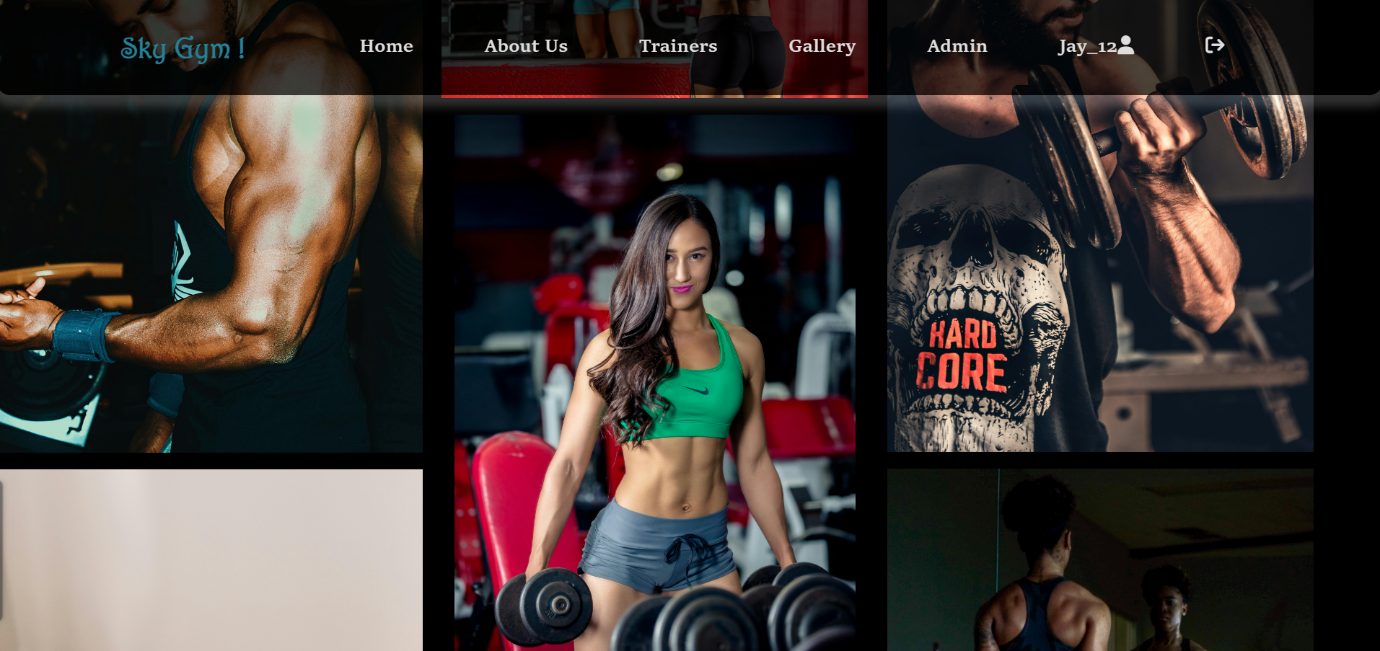 Sky Gym !
Home
About Us
Trainers
Gallery
Admin
Jay_12
HARD
CORE